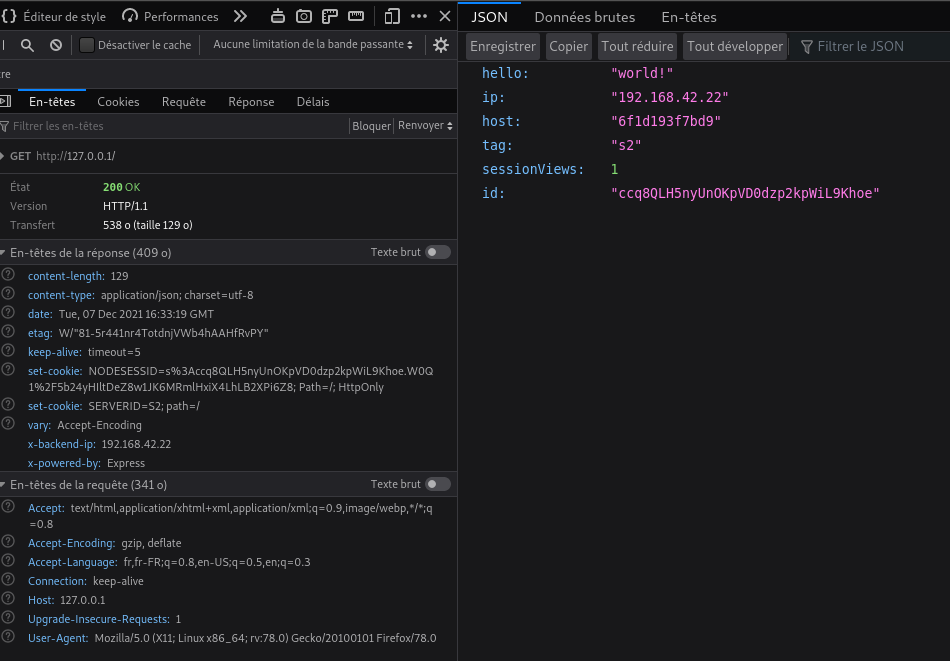 {} Éditeur de style Performances
Désactiver le cache Aucune limitation de la bande passante
re
En-têtes Cookies Requête Réponse Délais
Filtrer les en-têtes Bloquer Renvoyer
GET http://127.0.0.1/
État 200 OK
Version HTTP/1.1
Transfert 538 o (taille 129 o)
En-têtes de la réponse (409 o) Texte brut
content-length: 129
content-type: application/json; charset=utf-8
date: Tue, 07 Dec 2021 16:33:19 GMT
etag: W/"81-5r441nr4TotdnjVWb4hAAHfRvPY"
keep-alive: timeout=5
set-cookie: NODESESSID=s%3Accq8QLH5nyUnOKpVD0dzp2kpWiL9Khoe.W0Q
1%2F5b24yHIltDeZ8w1JK6MRmlHxiX4LhLB2XPi6Z8; Path=/; HttpOnly
set-cookie: SERVERID=S2; path=/
vary: Accept-Encoding
x-backend-ip: 192.168.42.22
x-powered-by: Express
En-têtes de la requête (341 o) Texte brut
Accept: text/html,application/xhtml+xml,application/xml;q=0.9,image/webp,*/*;q
=0.8
Accept-Encoding: gzip, deflate
Accept-Language: fr,fr-FR;q=0.8,en-US;q=0.5,en;q=0.3
Connection: keep-alive
Host: 127.0.0.1
Upgrade-Insecure-Requests: 1
User-Agent: Mozilla/5.0 (X11; Linux x86_64; rv:78.0) Gecko/20100101 Firefox/78.0
JSON Données brutes En-têtes
Enregistrer Copier Tout réduire Tout développer Filtrer le JSON
hello: "world!"
ip: "192.168.42.22"
host: "6f1d193f7bd9"
tag: "s2"
sessionViews: 1
id: "ccq8QLH5nyUnOKpVD0dzp2kpWiL9Khoe"